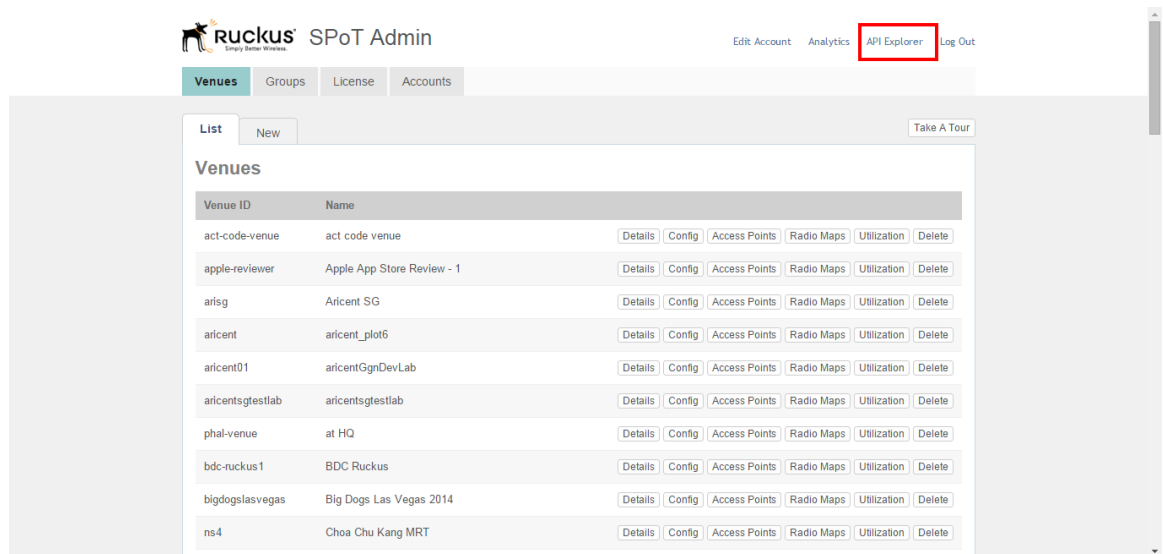 Ruckus SPoT Admin
Simply Better Wireless.
Edit Account Analytics API Explorer Log Out
Venues Groups License Accounts
List New Take A Tour
Venues
Venue ID Name
act-code-venue act code venue Details Config Access Points Radio Maps Utilization Delete
apple-reviewer Apple App Store Review - 1 Details Config Access Points Radio Maps Utilization Delete
arisg Aricent SG Details Config Access Points Radio Maps Utilization Delete
aricent aricent_plot6 Details Config Access Points Radio Maps Utilization Delete
aricent01 aricentGgnDevLab Details Config Access Points Radio Maps Utilization Delete
aricentsgtestlab aricentsgtestlab Details Config Access Points Radio Maps Utilization Delete
phal-venue at HQ Details Config Access Points Radio Maps Utilization Delete
bdc-ruckus1 BDC Ruckus Details Config Access Points Radio Maps Utilization Delete
bigdogslasvegas Big Dogs Las Vegas 2014 Details Config Access Points Radio Maps Utilization Delete
ns4 Choa Chu Kang MRT Details Config Access Points Radio Maps Utilization Delete